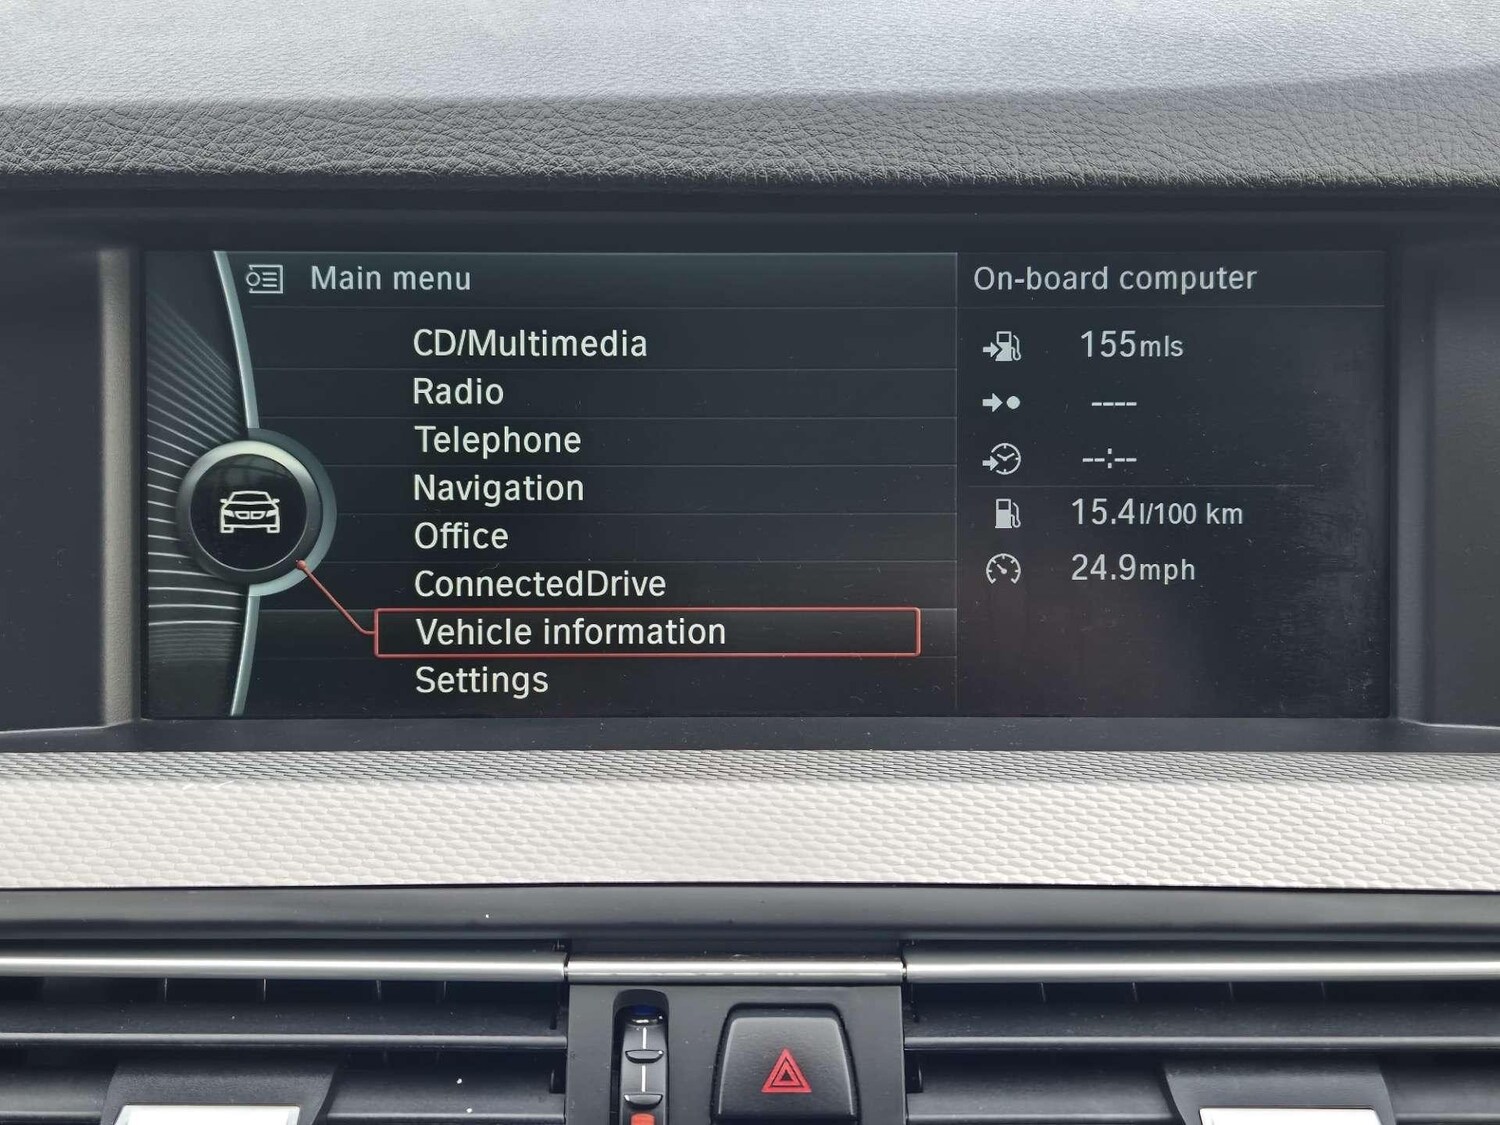 Main menu
CD/Multimedia
Radio
Telephone
Navigation
Office
ConnectedDrive
Vehicle information
Settings
On-board computer
155mls
----
--:--
15.4l/100 km
24.9mph